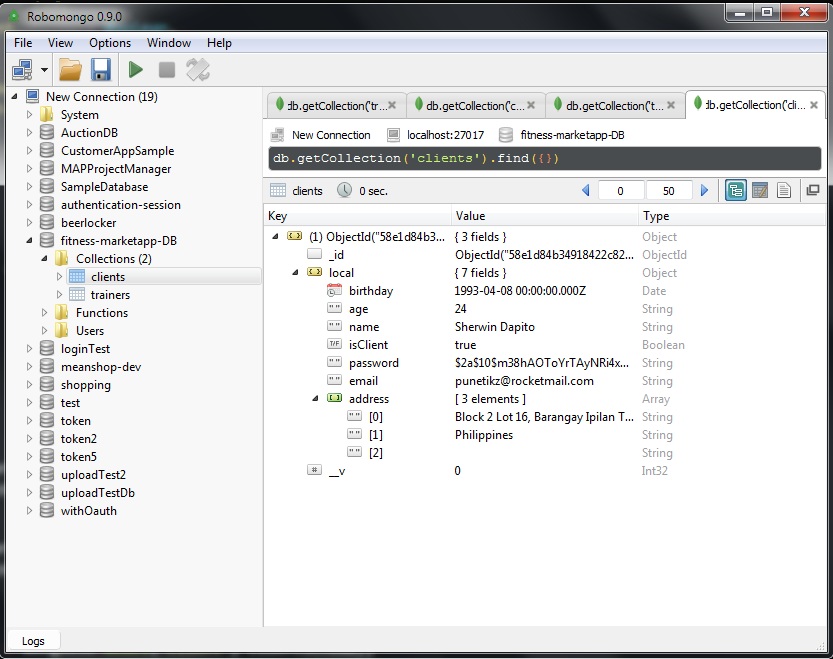 Robomongo 0.9.0
File View Options Window Help
New Connection (19)
System
AuctionDB
CustomerAppSample
MAPProjectManager
SampleDatabase
authentication-session
beerlocker
fitness-marketapp-DB
Collections (2)
clients
trainers
Functions
Users
loginTest
meanshop-dev
shopping
test
token
token2
token5
uploadTest2
uploadTestDb
withOauth
db.getCollection('tr... db.getCollection('c... db.getCollection('t... db.getCollection('cli...
New Connection localhost:27017 fitness-marketapp-DB
db.getCollection('clients').find({})
clients 0 sec. 0 50
Key Value Type
(1) ObjectId("58e1d84b3... { 3 fields } Object
_id ObjectId("58e1d84b34918422c82... ObjectId
local { 7 fields } Object
birthday 1993-04-08 00:00:00.000Z Date
" " age 24 String
" " name Sherwin Dapito String
T/F isClient true Boolean
" " password $2a$10$m38hAOToYrTAyNRi4x... String
" " email punetikz@rocketmail.com String
address [ 3 elements ] Array
" " [0] Block 2 Lot 16, Barangay Ipilan T... String
" " [1] Philippines String
" " [2] String
# __v 0 Int32
Logs